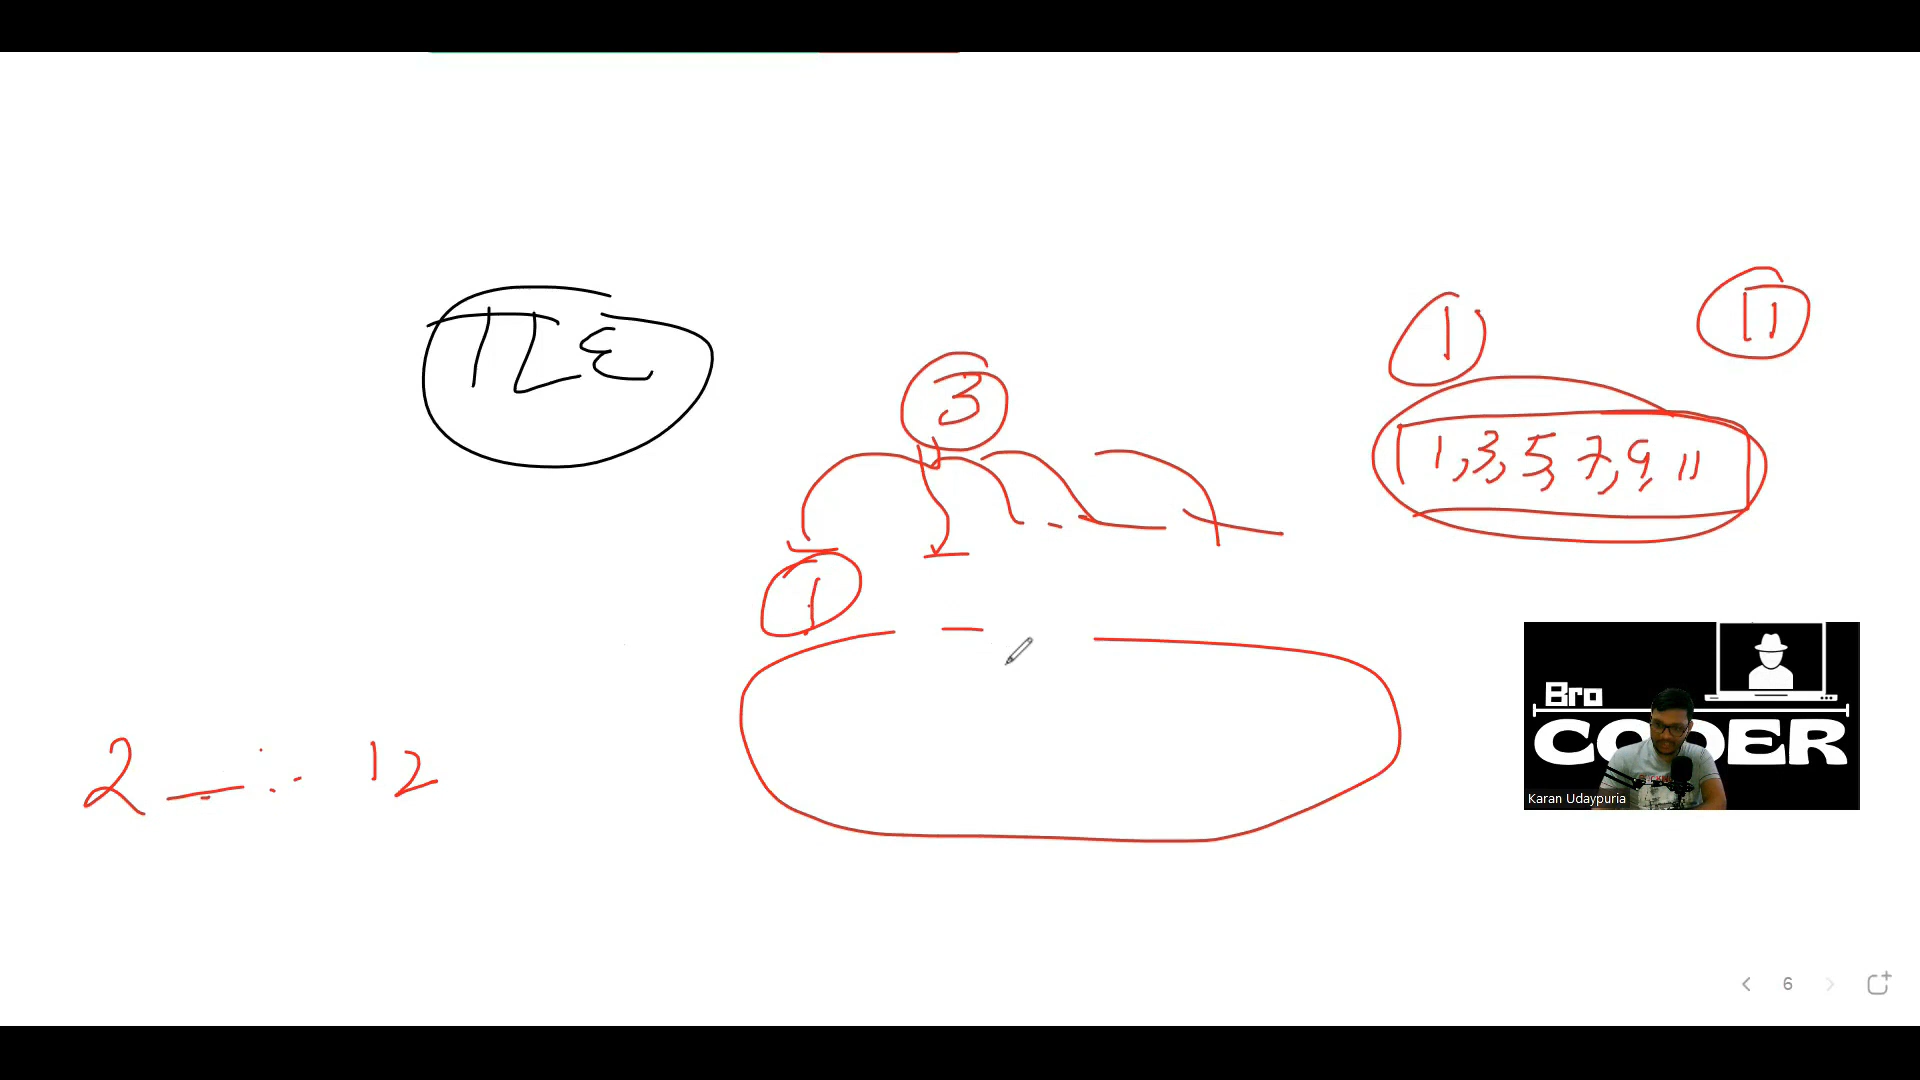 TLE
3
1
11
1, 3, 5, 7, 9, 11
1
2 12
Bro
CODER
Karan Udaypuria
6